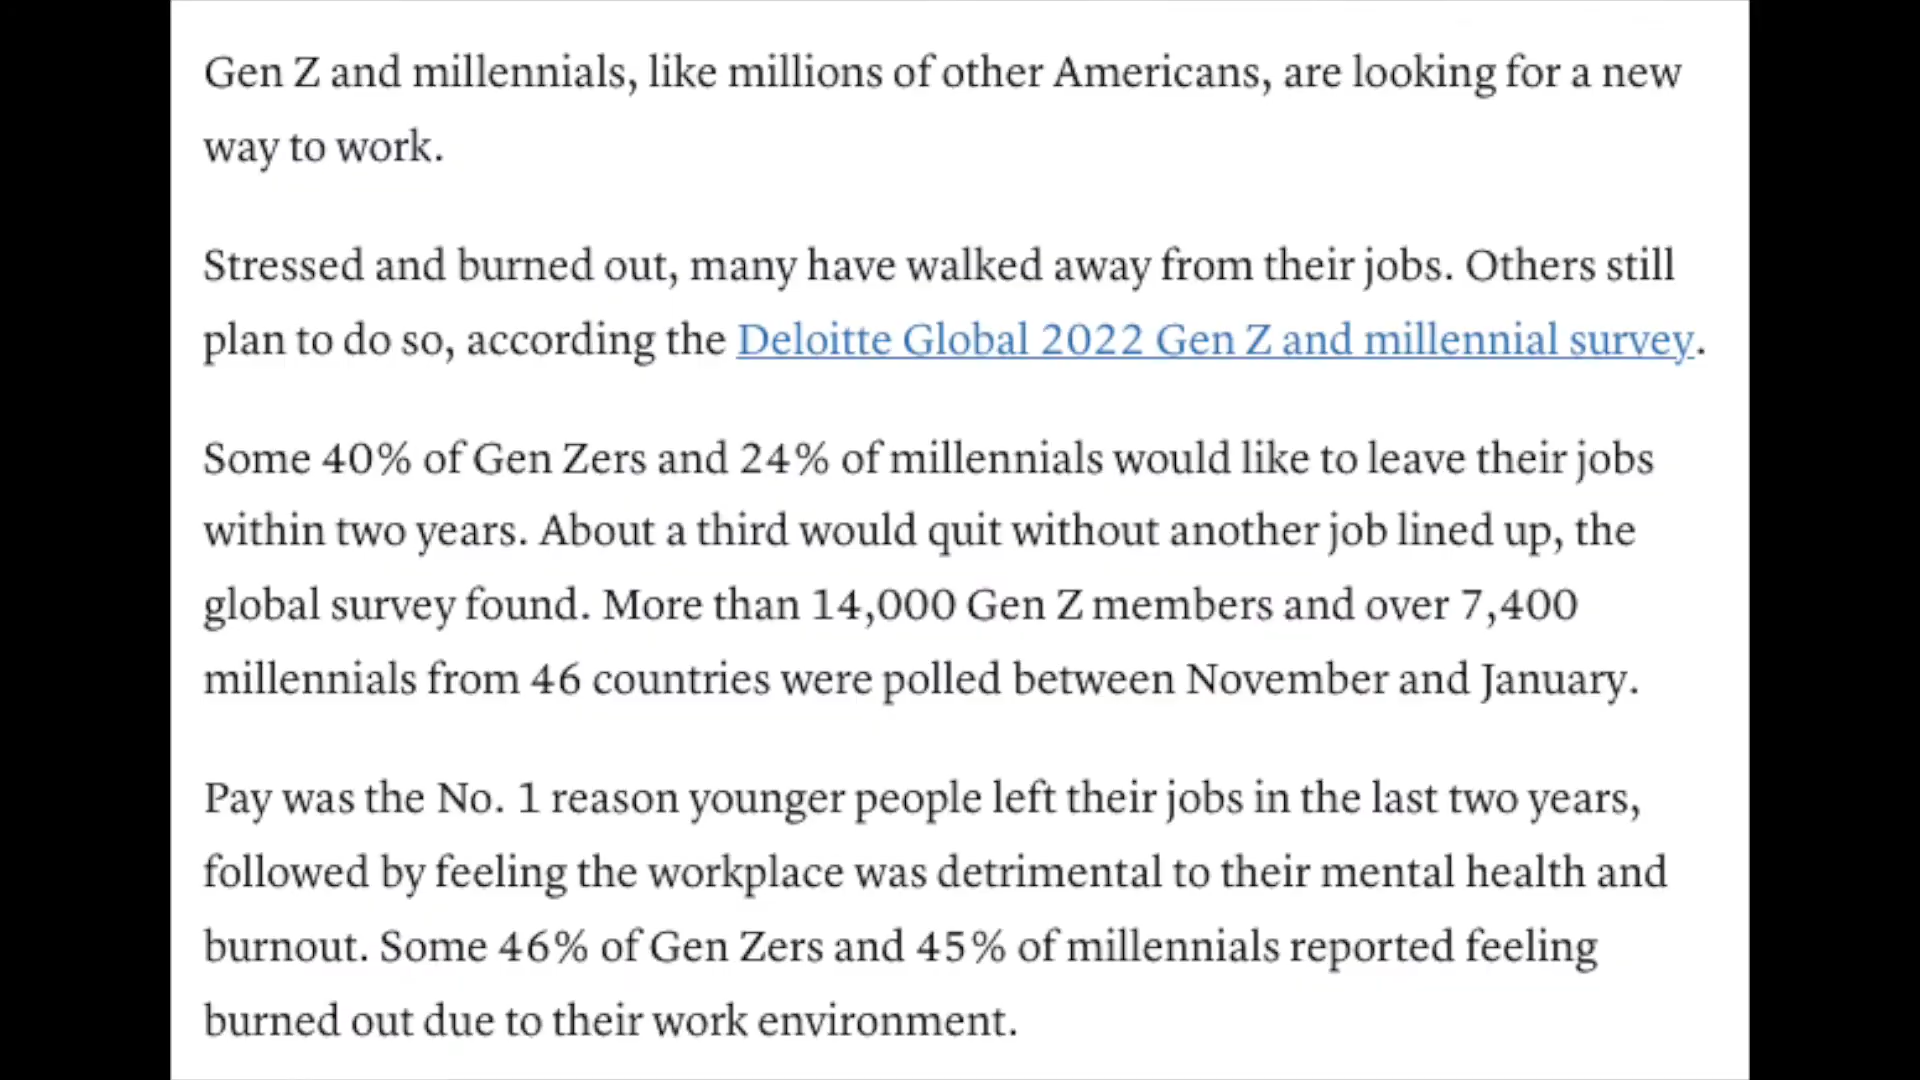 Gen Z and millennials, like millions of other Americans, are looking for a new
way to work.
Stressed and burned out, many have walked away from their jobs. Others still
plan to do so, according the Deloitte Global 2022 Gen Z and millennial survey.
Some 40% of Gen Zers and 24% of millennials would like to leave their jobs
within two years. About a third would quit without another job lined up, the
global survey found. More than 14,000 Gen Z members and over 7,400
millennials from 46 countries were polled between November and January.
Pay was the No. 1 reason younger people left their jobs in the last two years,
followed by feeling the workplace was detrimental to their mental health and
burnout. Some 46% of Gen Zers and 45% of millennials reported feeling
burned out due to their work environment.